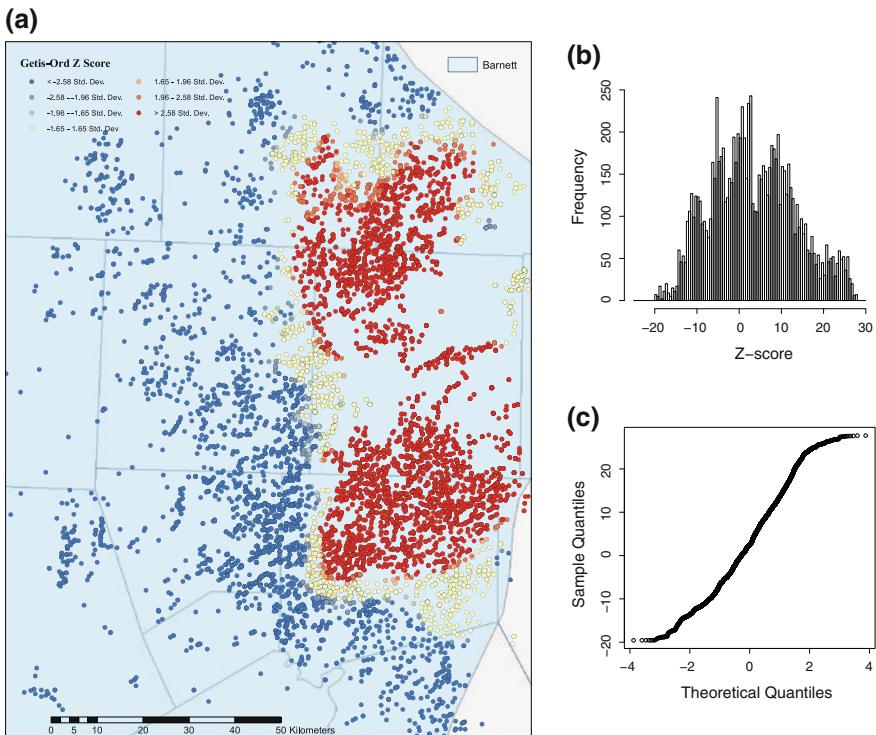 (a)
Getis-Ord Z Score
< -2.58 Std. Dev.
-2.58 - -1.96 Std. Dev.
-1.96 - -1.65 Std. Dev.
-1.65 - 1.65 Std. Dev
1.65 - 1.96 Std. Dev.
1.96 - 2.58 Std. Dev.
> 2.58 Std. Dev.
Barnett
0 5 10 20 30 40 50 Kilometers
(b)
Frequency
250
200
150
100
50
0
−20 −10 0 10 20 30
Z−score
(c)
Sample Quantiles
20
10
0
−10
−20
−4 −2 0 2 4
Theoretical Quantiles